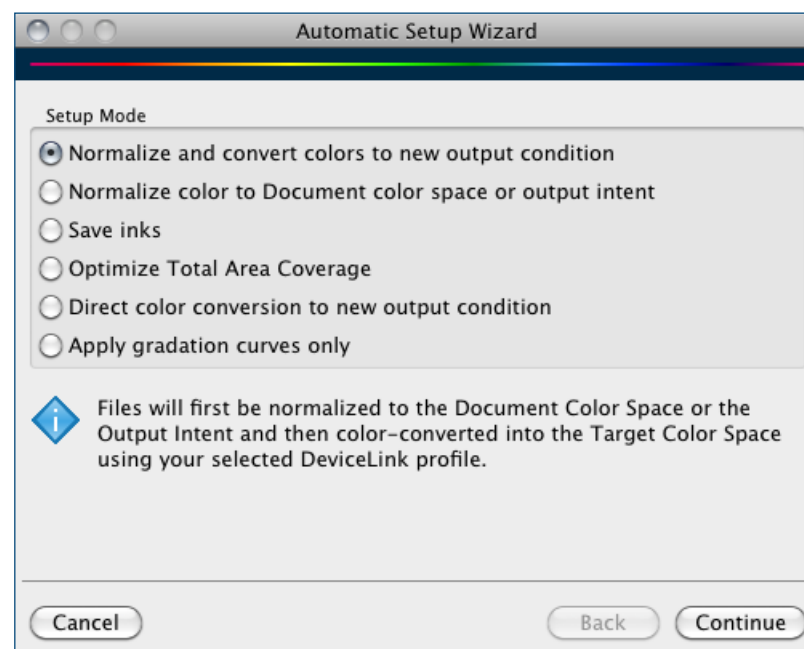 Automatic Setup Wizard
Setup Mode
Normalize and convert colors to new output condition
Normalize color to Document color space or output intent
Save inks
Optimize Total Area Coverage
Direct color conversion to new output condition
Apply gradation curves only
Files will first be normalized to the Document Color Space or the
Output Intent and then color-converted into the Target Color Space
using your selected DeviceLink profile.
Cancel
Back
Continue